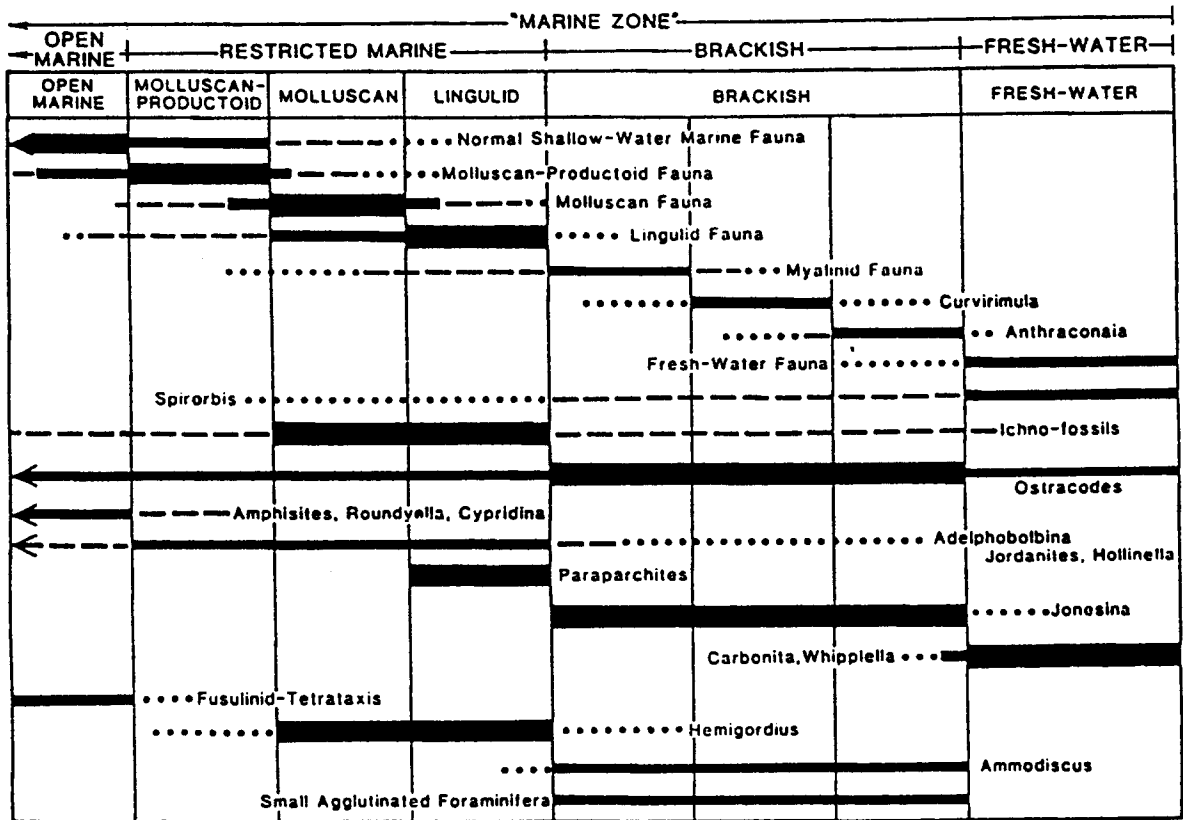 "MARINE ZONE"
OPEN
MARINE
RESTRICTED MARINE
BRACKISH
FRESH-WATER
OPEN
MARINE
MOLLUSCAN-
PRODUCTOID
MOLLUSCAN
LINGULID
BRACKISH
FRESH-WATER
Normal Shallow-Water Marine Fauna
Molluscan-Productoid Fauna
Molluscan Fauna
Lingulid Fauna
Myalinid Fauna
Curvirimula
Anthraconaia
Fresh-Water Fauna
Spirorbis
Ichno-fossils
Ostracodes
Amphisites, Roundyella, Cypridina
Adelphobolbina
Jordanites, Hollinella
Paraparchites
Jonesina
Carbonita, Whipplella
Fusulinid-Tetrataxis
Hemigordius
Ammodiscus
Small Agglutinated Foraminifera